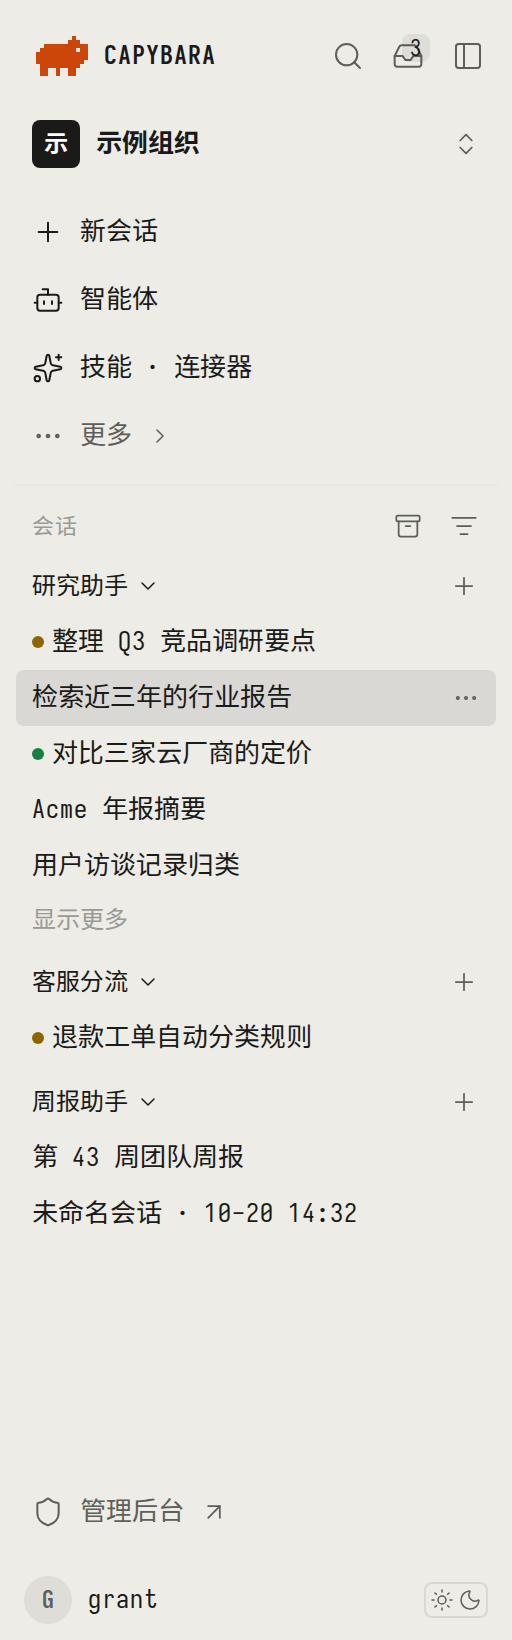 CAPYBARA 3
示 示例组织
新会话
智能体
技能 · 连接器
更多
会话
研究助手
整理 Q3 竞品调研要点
检索近三年的行业报告
对比三家云厂商的定价
Acme 年报摘要
用户访谈记录归类
显示更多
客服分流
退款工单自动分类规则
周报助手
第 43 周团队周报
未命名会话 · 10-20 14:32
管理后台
G grant